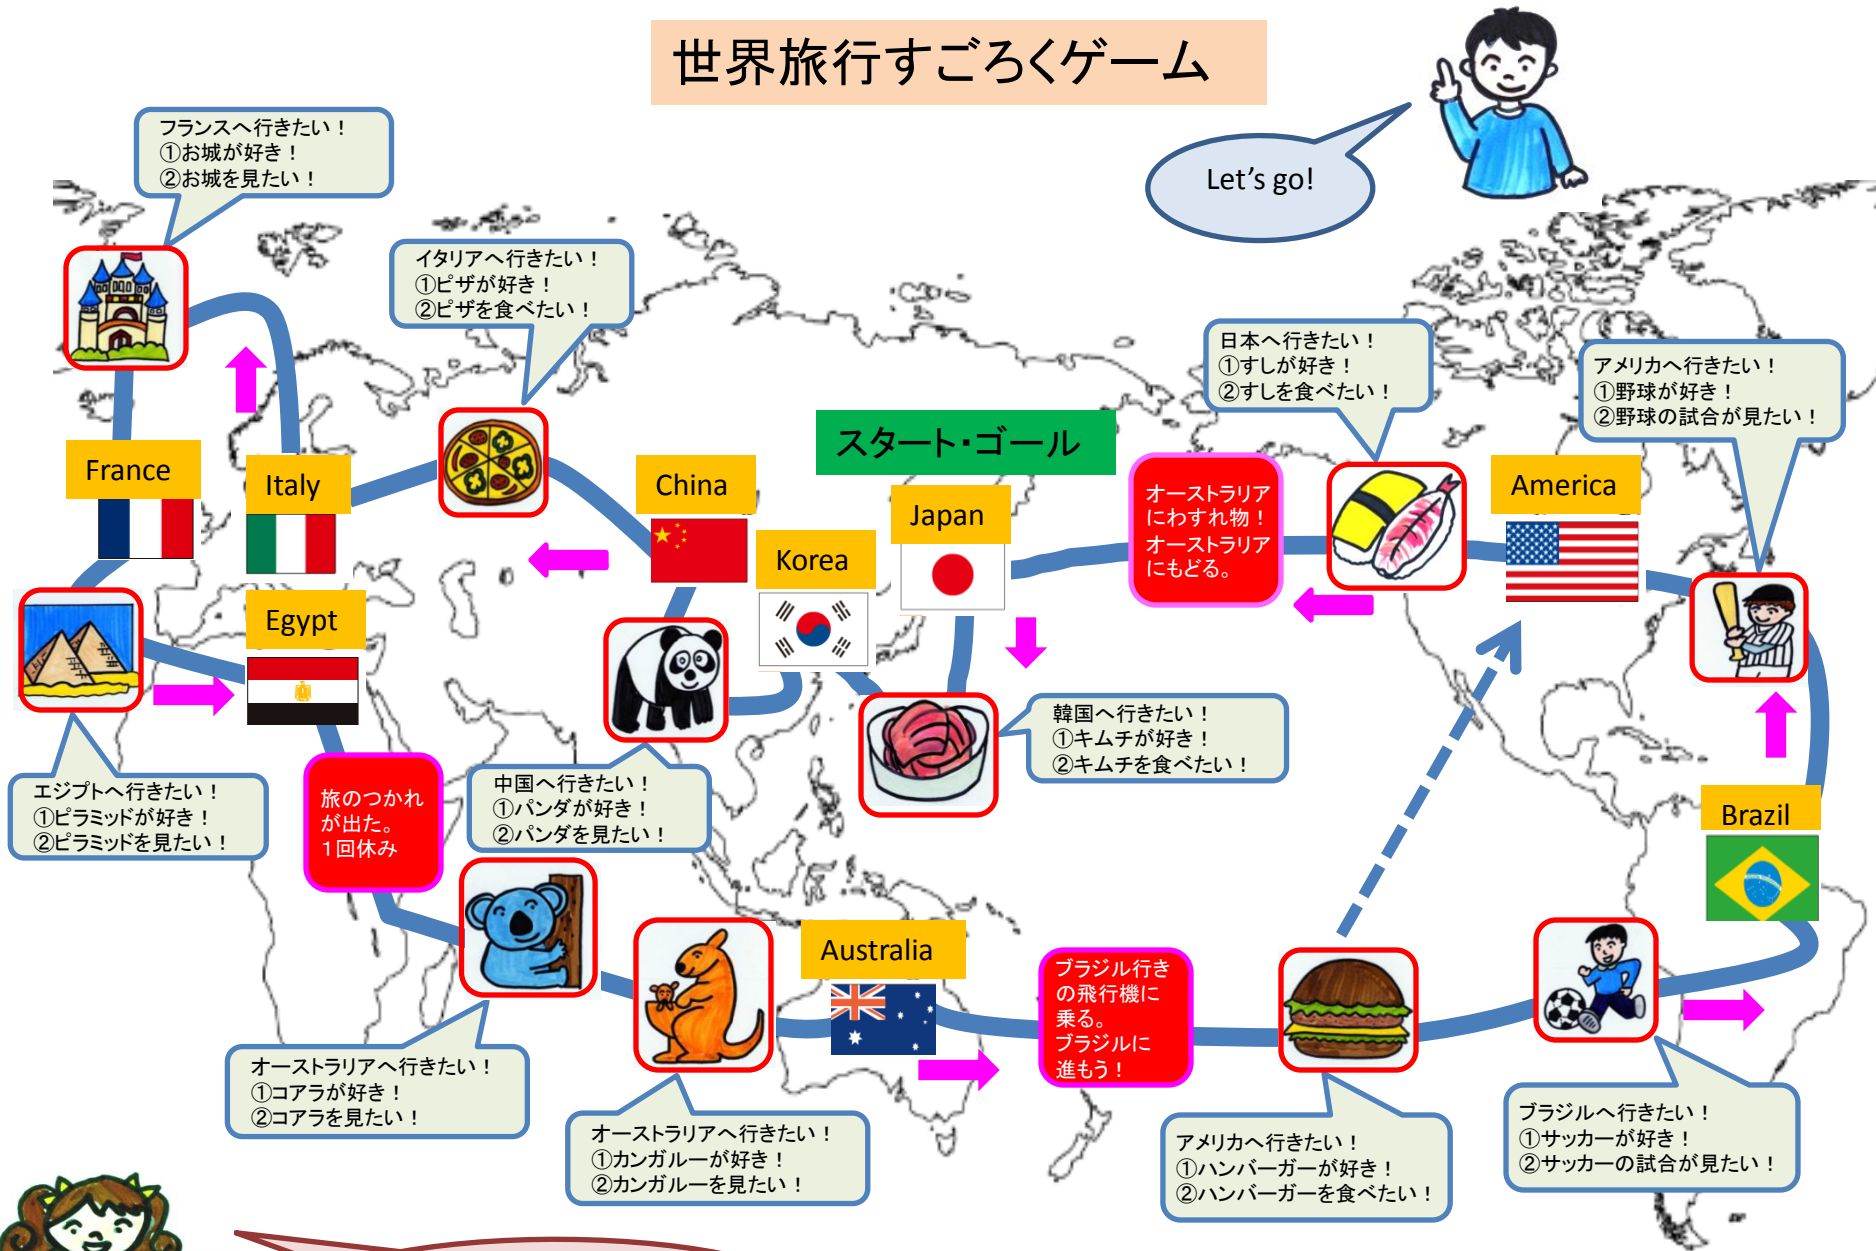 世界旅行すごろくゲーム
Let's go!
フランスへ行きたい！
①お城が好き！
②お城を見たい！
イタリアへ行きたい！
①ピザが好き！
②ピザを食べたい！
日本へ行きたい！
①すしが好き！
②すしを食べたい！
アメリカへ行きたい！
①野球が好き！
②野球の試合が見たい！
スタート・ゴール
France
Italy
China
Korea
Japan
オーストラリア
にわすれ物！
オーストラリア
にもどる。
America
Egypt
韓国へ行きたい！
①キムチが好き！
②キムチを食べたい！
エジプトへ行きたい！
①ピラミッドが好き！
②ピラミッドを見たい！
旅のつかれ
が出た。
１回休み
中国へ行きたい！
①パンダが好き！
②パンダを見たい！
Brazil
Australia
ブラジル行き
の飛行機に
乗る。
ブラジルに
進もう！
オーストラリアへ行きたい！
①コアラが好き！
②コアラを見たい！
オーストラリアへ行きたい！
①カンガルーが好き！
②カンガルーを見たい！
アメリカへ行きたい！
①ハンバーガーが好き！
②ハンバーガーを食べたい！
ブラジルへ行きたい！
①サッカーが好き！
②サッカーの試合が見たい！